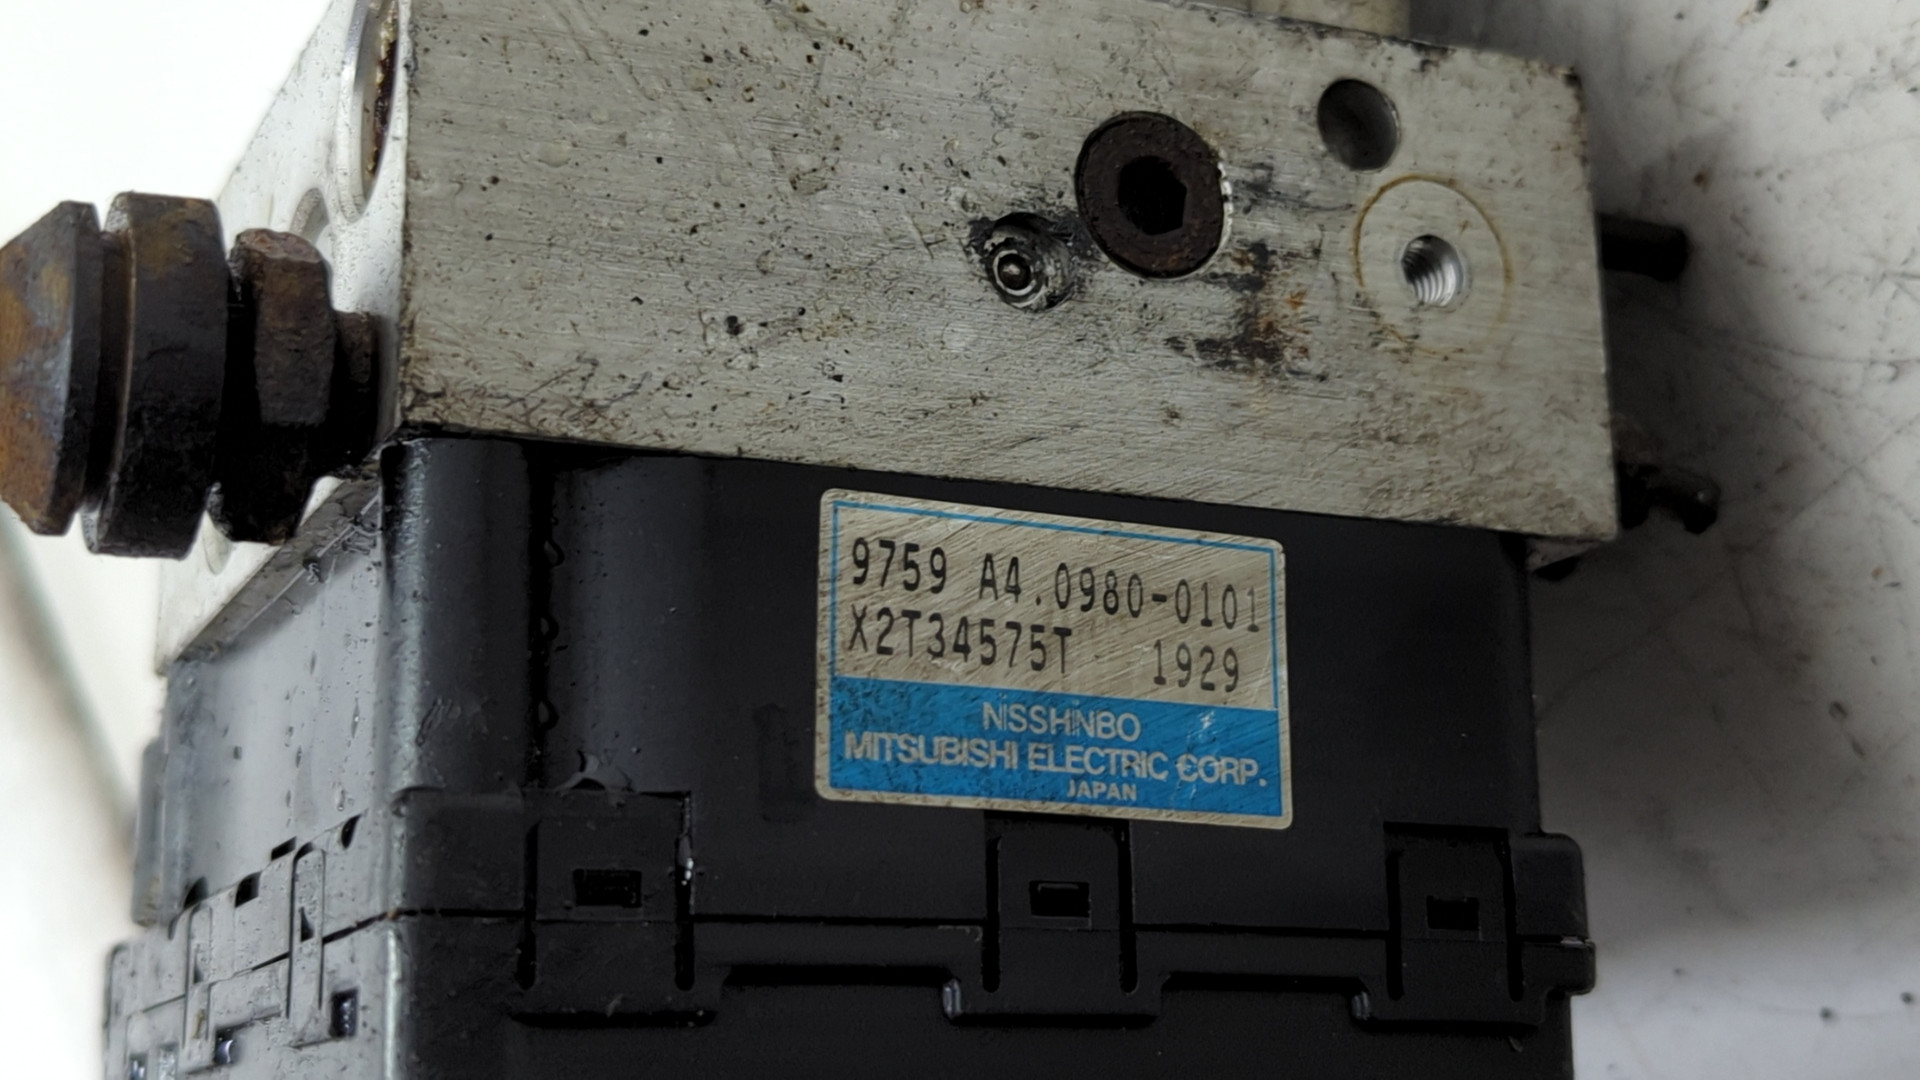 9759 A4.0980-0101
X2T34575T 1929
NISSHINBO
MITSUBISHI ELECTRIC CORP.
JAPAN